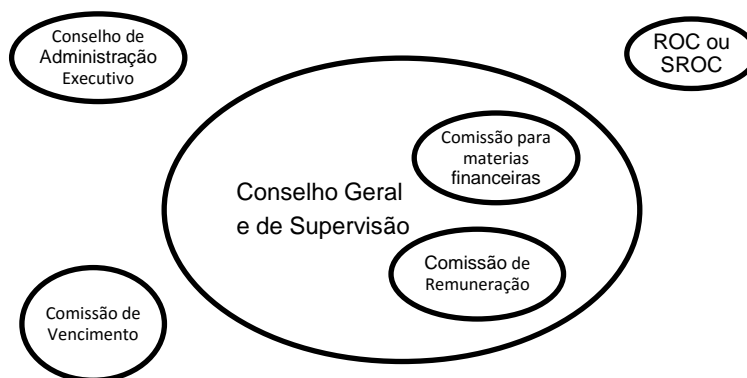 Conselho de
Administração
Executivo
ROC ou
SROC
Comissão para
materias
financeiras
Conselho Geral
e de Supervisão
Comissão de
Remuneração
Comissão de
Vencimento